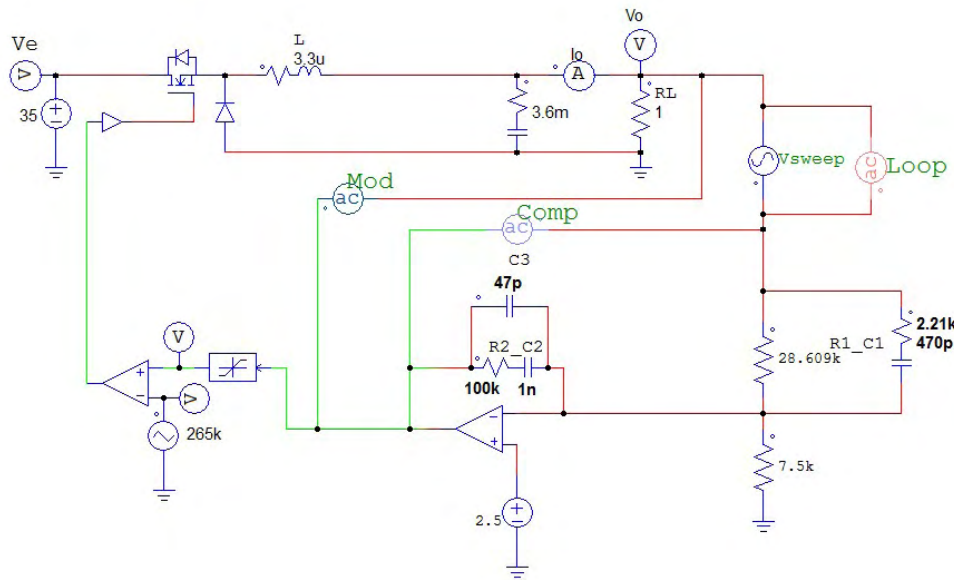 Ve
V
35
L
3.3u
3.6m
Io
A
Vo
V
RL
1
Vsweep
ac
Loop
Mod
ac
Comp
ac
C3
47p
R2_C2
100k
1n
R1_C1
2.21k
470p
28.609k
7.5k
V
V
265k
2.5